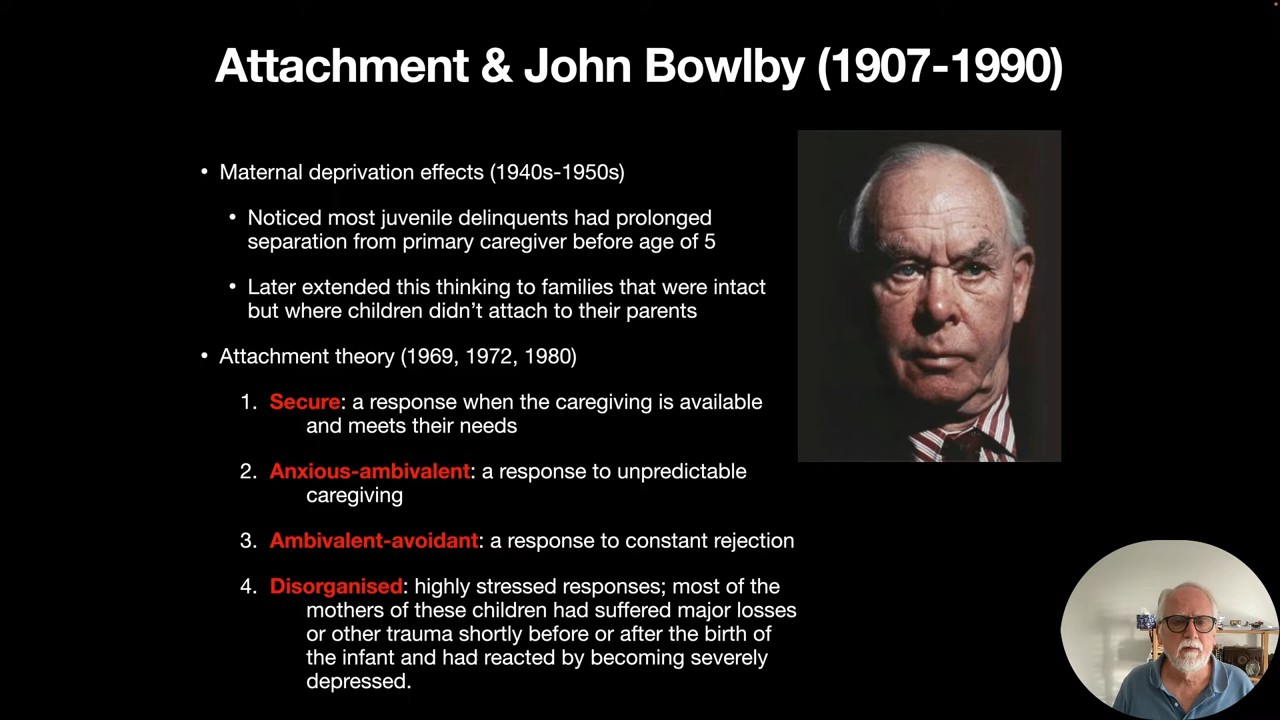 Attachment & John Bowlby (1907-1990)
• Maternal deprivation effects (1940s-1950s)
• Noticed most juvenile delinquents had prolonged
separation from primary caregiver before age of 5
• Later extended this thinking to families that were intact
but where children didn’t attach to their parents
• Attachment theory (1969, 1972, 1980)
1. Secure: a response when the caregiving is available
and meets their needs
2. Anxious-ambivalent: a response to unpredictable
caregiving
3. Ambivalent-avoidant: a response to constant rejection
4. Disorganised: highly stressed responses; most of the
mothers of these children had suffered major losses
or other trauma shortly before or after the birth of
the infant and had reacted by becoming severely
depressed.